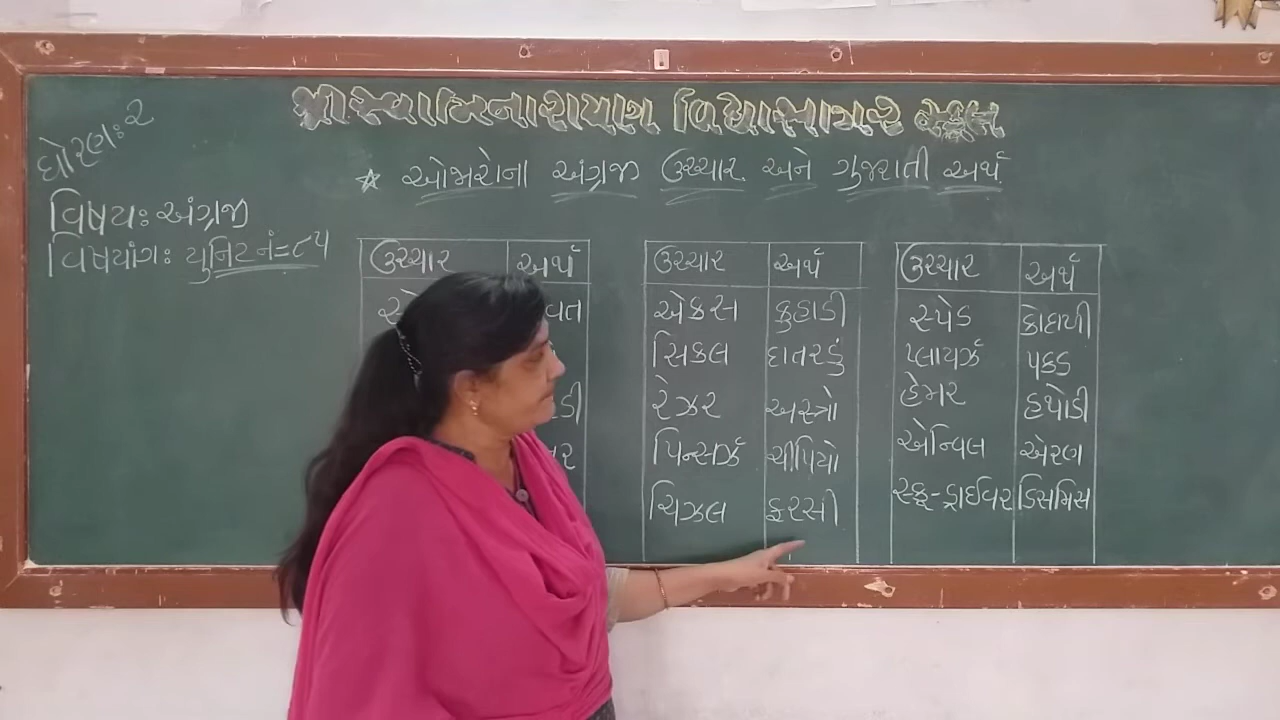 શ્રી સ્વામિનારાયણ વિદ્યાસાગર સ્કૂલ
ધોરણઃ ૨
* ઓજારોના અંગ્રેજી ઉચ્ચાર અને ગુજરાતી અર્થ
વિષયઃ અંગ્રેજી
વિષયાંગઃ યુનિટ નં=૮૫
ઉચ્ચાર અર્થ
ઉચ્ચાર અર્થ
એક્સ કુહાડી
સિકલ દાતરડું
રેઝર અસ્ત્રો
પિન્સર્ઝ ચીપિયો
ચિઝલ ફરસી
ઉચ્ચાર અર્થ
સ્પેડ કોદાળી
પ્લાયર્ઝ પકડ
હેમર હથોડી
એન્વિલ એરણ
સ્ક્રૂ-ડ્રાઈવર ડિસમિસ